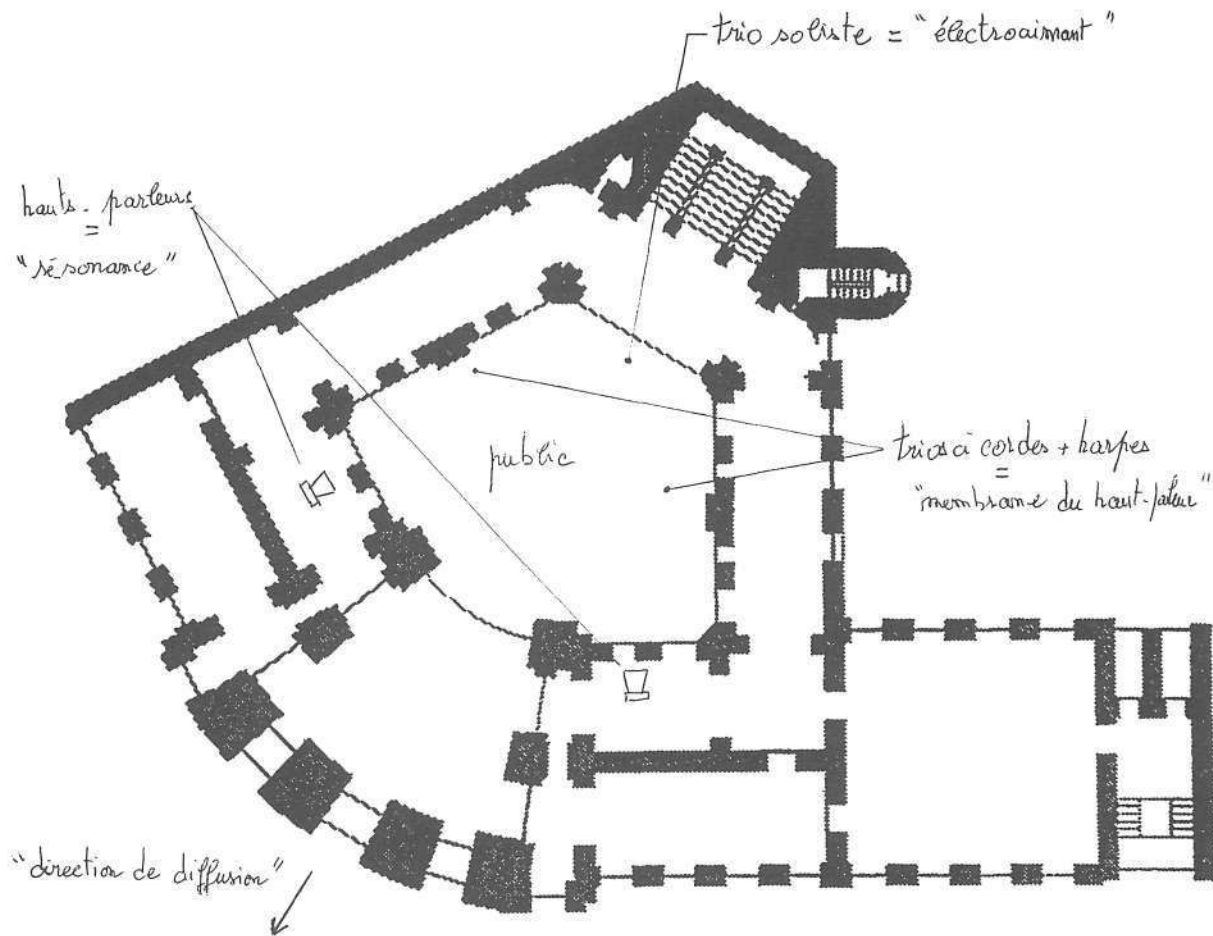 trio soliste = "électroaimant"
hauts-parleurs
=
"résonance"
public
trios à cordes + harpes
=
"membrane du haut-parleur"
"direction de diffusion"